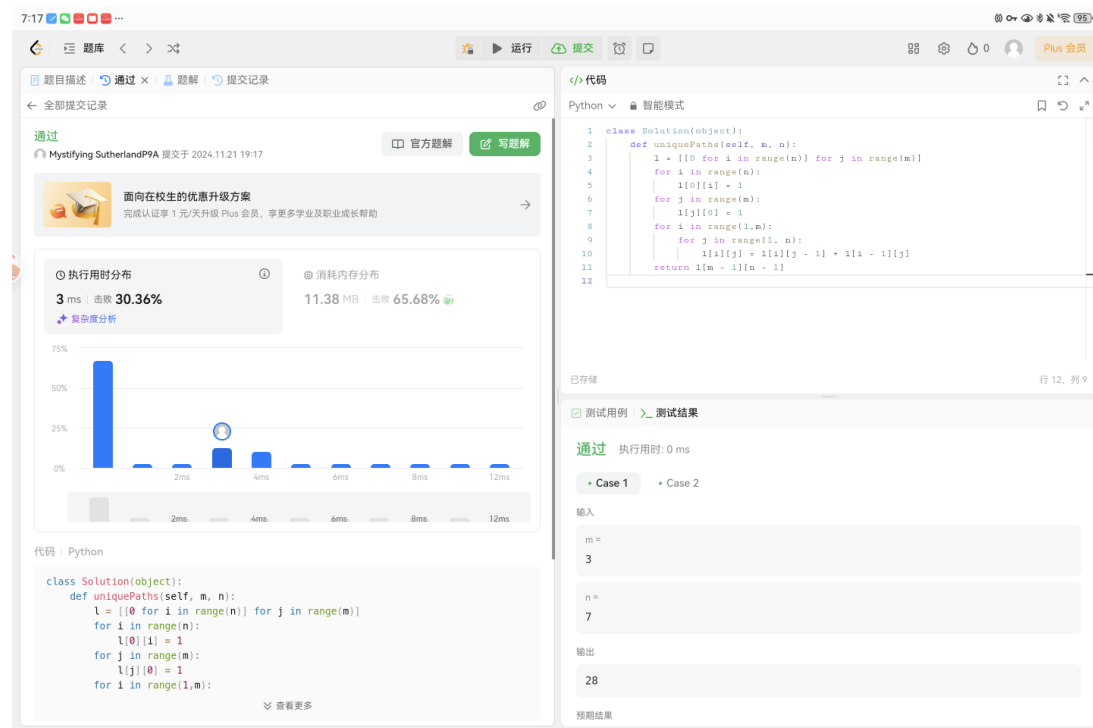 7:17
95
题库
运行
提交
0
Plus 会员
题目描述
通过
题解
提交记录
全部提交记录
通过
Mystifying SutherlandP9A 提交于 2024.11.21 19:17
官方题解
写题解
面向在校生的优惠升级方案
完成认证享 1 元/天升级 Plus 会员，享更多学业及职业成长帮助
执行用时分布
3 ms 击败 30.36%
复杂度分析
消耗内存分布
11.38 MB 击败 65.68%
75%
50%
25%
0%
2ms 4ms 6ms 8ms 12ms
2ms 4ms 6ms 8ms 12ms
代码 Python
class Solution(object):
    def uniquePaths(self, m, n):
        l = [[0 for i in range(n)] for j in range(m)]
        for i in range(n):
            l[0][i] = 1
        for j in range(m):
            l[j][0] = 1
        for i in range(1,m):
查看更多
</>代码
Python
智能模式
1 class Solution(object):
2     def uniquePaths(self, m, n):
3         l = [[0 for i in range(n)] for j in range(m)]
4         for i in range(n):
5             l[0][i] = 1
6         for j in range(m):
7             l[j][0] = 1
8         for i in range(1,m):
9             for j in range(1, n):
10                 l[i][j] = l[i][j - 1] + l[i - 1][j]
11         return l[m - 1][n - 1]
12
已存储
行 12, 列 9
测试用例
测试结果
通过 执行用时: 0 ms
• Case 1
• Case 2
输入
m =
3
n =
7
输出
28
预期结果